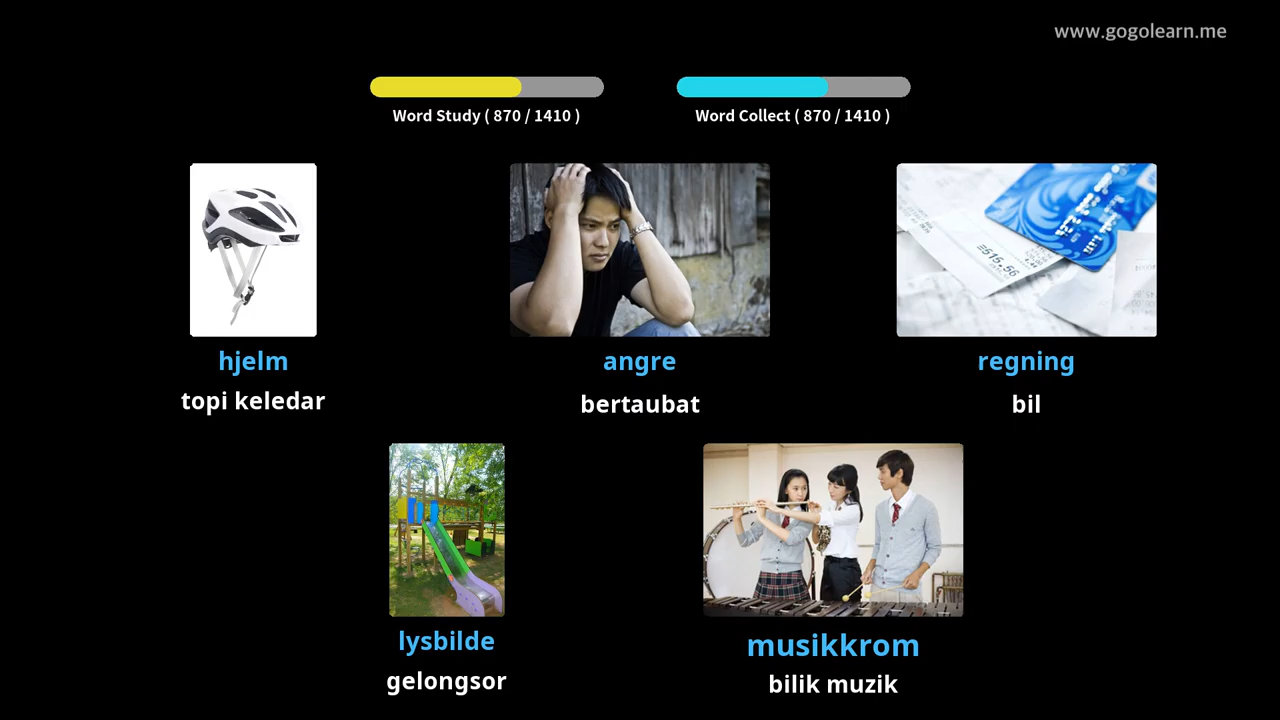 www.gogolearn.me
Word Study ( 870 / 1410 )
Word Collect ( 870 / 1410 )
hjelm
topi keledar
angre
bertaubat
regning
bil
lysbilde
gelongsor
musikkrom
bilik muzik